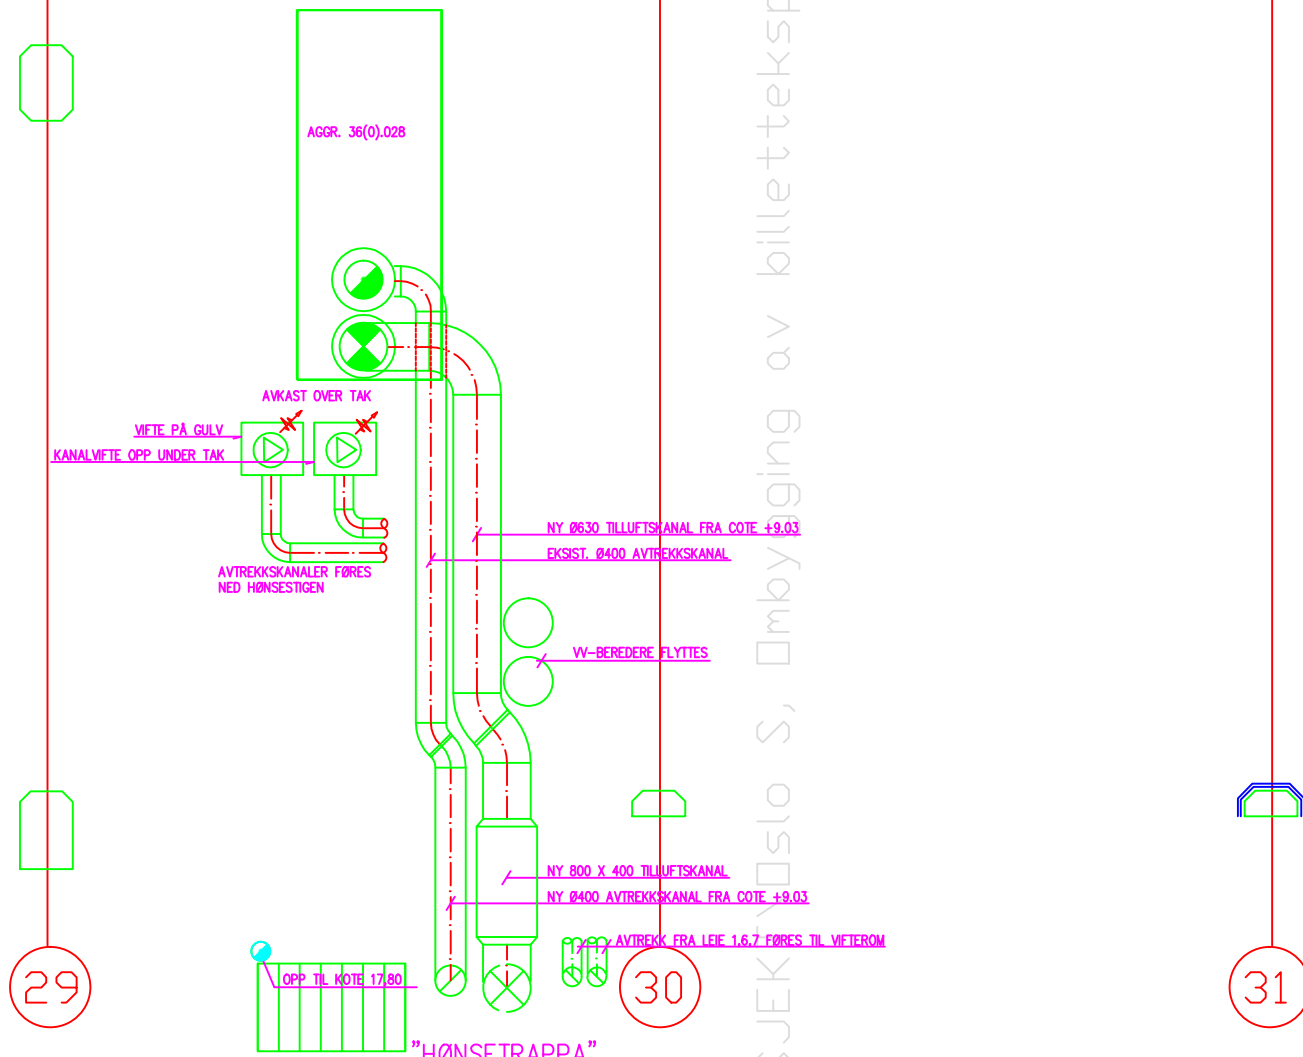 AGGR. 36(0).028
AVKAST OVER TAK
VIFTE PÅ GULV
KANALVIFTE OPP UNDER TAK
NY Ø630 TILLUFTSKANAL FRA COTE +9.03
EKSIST. Ø400 AVTREKKSKANAL
AVTREKKSKANALER FØRES
NED HØNSESTIGEN
VV-BEREDERE FLYTTES
NY 800 X 400 TILLUFTSKANAL
NY Ø400 AVTREKKSKANAL FRA COTE +9.03
AVTREKK FRA LEIE 1.6.7 FØRES TIL VIFTEROM
OPP TIL KOTE 17.80
29
30
31
"HØNSETRAPPA"
Oslo S, Ombygging av